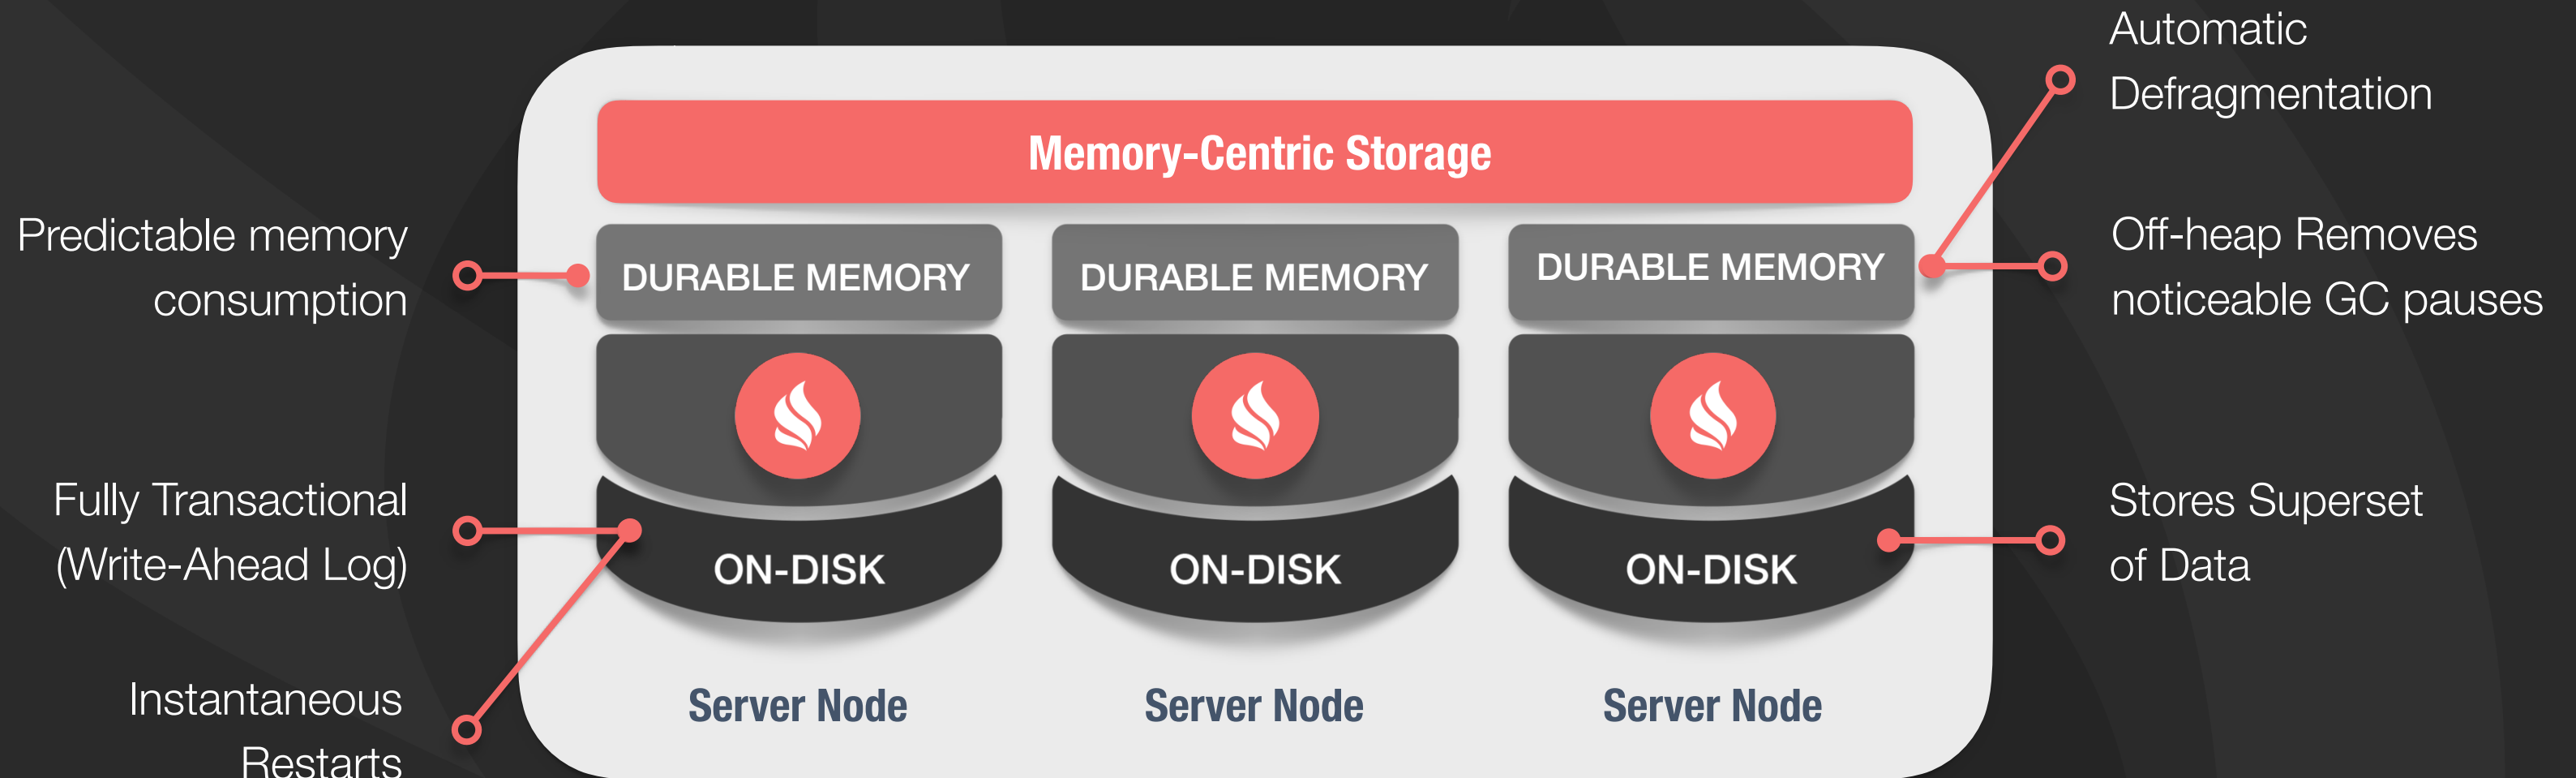 Automatic
Defragmentation
Memory-Centric Storage
Predictable memory
consumption
DURABLE MEMORY
DURABLE MEMORY
DURABLE MEMORY
Off-heap Removes
noticeable GC pauses
Fully Transactional
(Write-Ahead Log)
ON-DISK
ON-DISK
ON-DISK
Stores Superset
of Data
Instantaneous
Restarts
Server Node
Server Node
Server Node